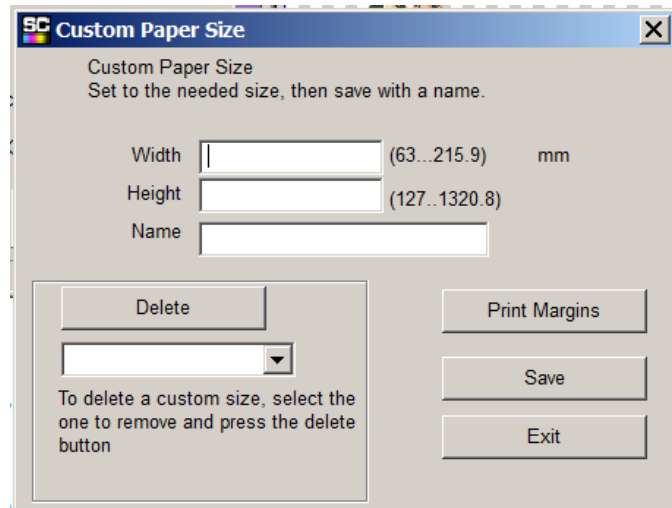 SC Custom Paper Size
Custom Paper Size
Set to the needed size, then save with a name.
Width (63...215.9) mm
Height (127..1320.8)
Name
Delete
Print Margins
Save
To delete a custom size, select the
one to remove and press the delete
button
Exit